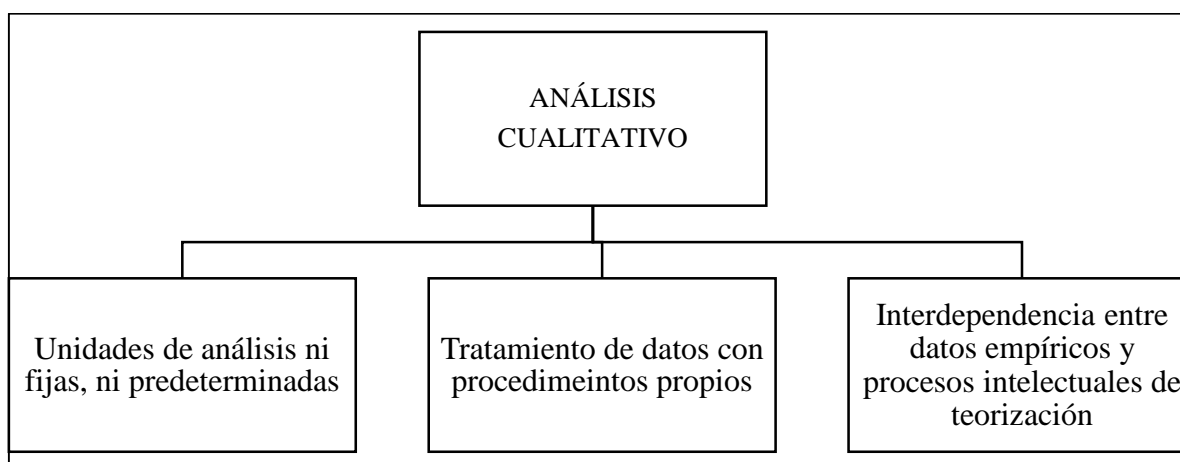 ANÁLISIS
CUALITATIVO
Unidades de análisis ni
fijas, ni predeterminadas
Tratamiento de datos con
procedimeintos propios
Interdependencia entre
datos empíricos y
procesos intelectuales de
teorización